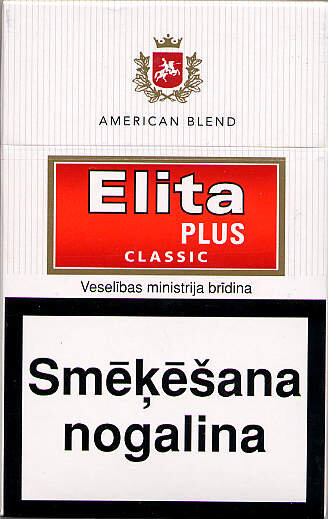 AMERICAN BLEND
Elita
PLUS
CLASSIC
Veselības ministrija brīdina
Smēķēšana
nogalina